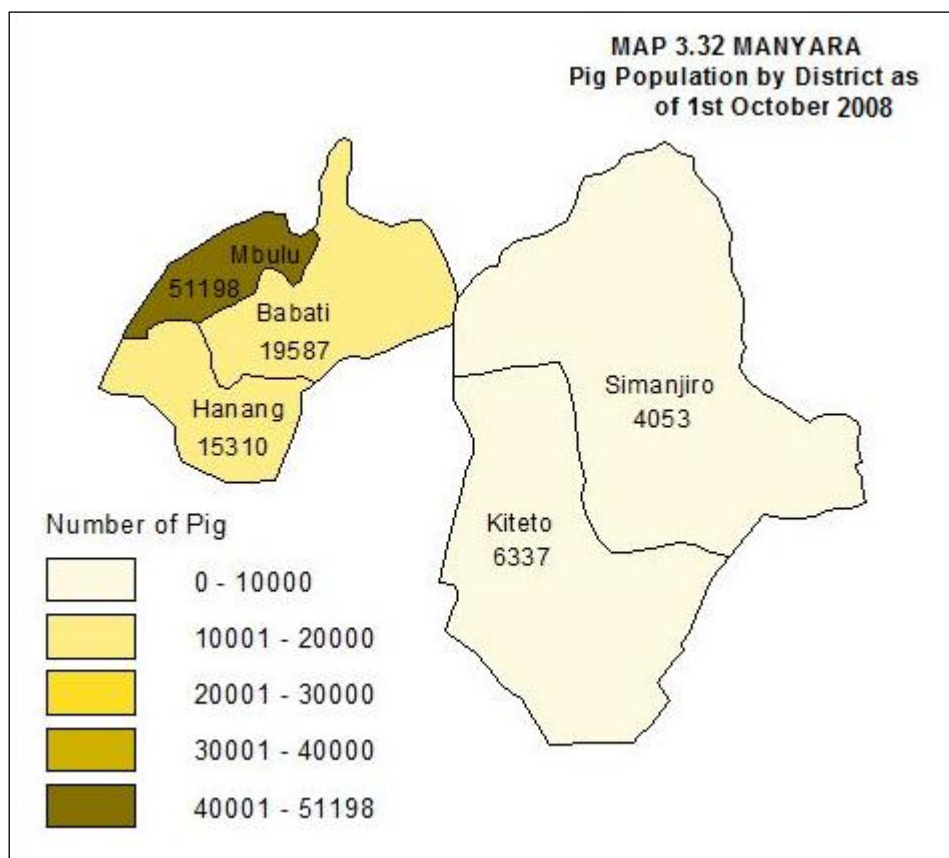 MAP 3.32 MANYARA
Pig Population by District as
of 1st October 2008
Mbulu
51198
Babati
19587
Hanang
15310
Simanjiro
4053
Kiteto
6337
Number of Pig
0 - 10000
10001 - 20000
20001 - 30000
30001 - 40000
40001 - 51198